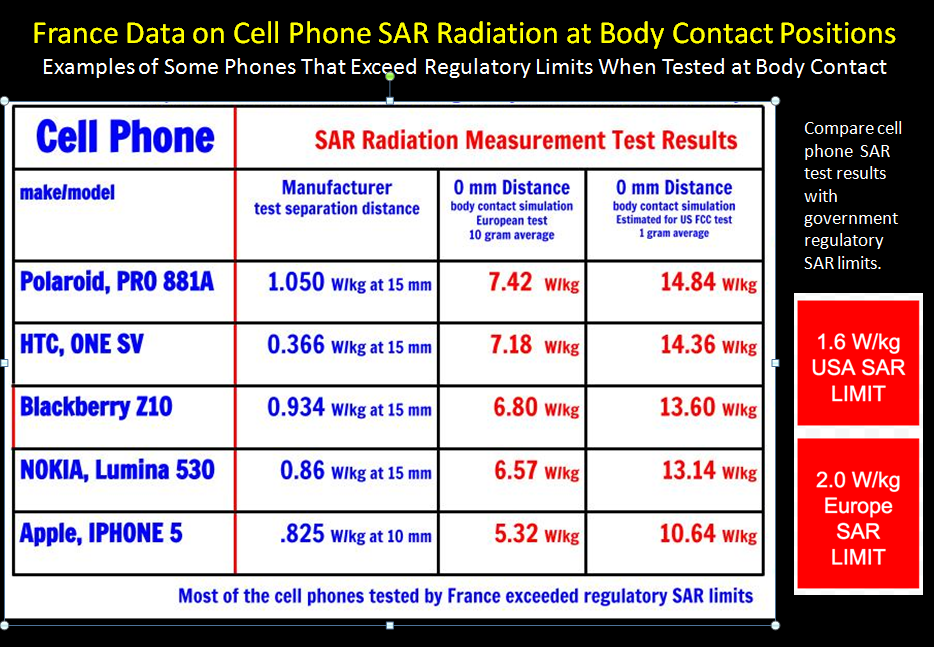 France Data on Cell Phone SAR Radiation at Body Contact Positions
Examples of Some Phones That Exceed Regulatory Limits When Tested at Body Contact
Cell Phone
SAR Radiation Measurement Test Results
make/model
Manufacturer
test separation distance
0 mm Distance
body contact simulation
European test
10 gram average
0 mm Distance
body contact simulation
Estimated for US FCC test
1 gram average
Polaroid, PRO 881A 1.050 W/kg at 15 mm 7.42 W/kg 14.84 W/kg
HTC, ONE SV 0.366 W/kg at 15 mm 7.18 W/kg 14.36 W/kg
Blackberry Z10 0.934 W/kg at 15 mm 6.80 W/kg 13.60 W/kg
NOKIA, Lumina 530 0.86 W/kg at 15 mm 6.57 W/kg 13.14 W/kg
Apple, IPHONE 5 .825 W/kg at 10 mm 5.32 W/kg 10.64 W/kg
Most of the cell phones tested by France exceeded regulatory SAR limits
Compare cell
phone SAR
test results
with
government
regulatory
SAR limits.
1.6 W/kg
USA SAR
LIMIT
2.0 W/kg
Europe
SAR
LIMIT